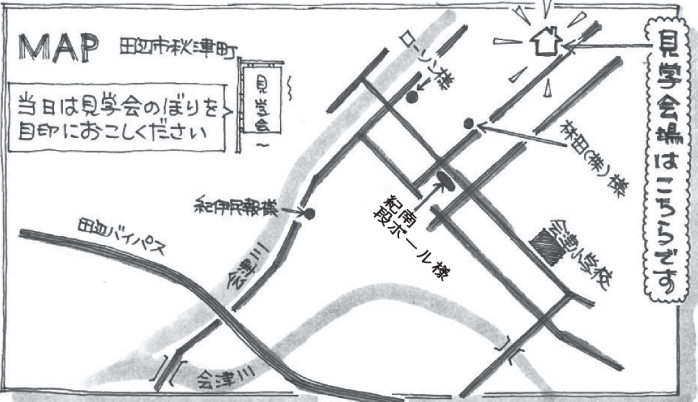 MAP 田辺市秋津町
見学会
当日は見学会のぼりを
目印におこしください
見学会場はこちらです
ローソン様
林田(株)様
紀伊民報様
紀南
段ボール様
会津小学校
田辺バイパス
会津川
会津川